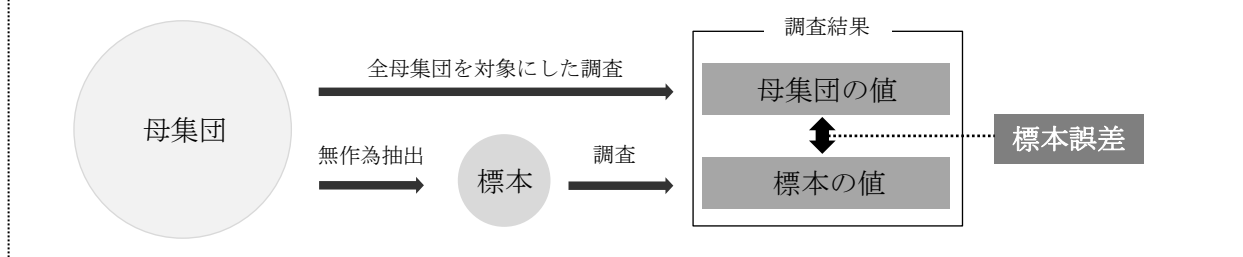 調査結果
全母集団を対象にした調査
母集団の値
母集団
標本誤差
無作為抽出
調査
標本
標本の値